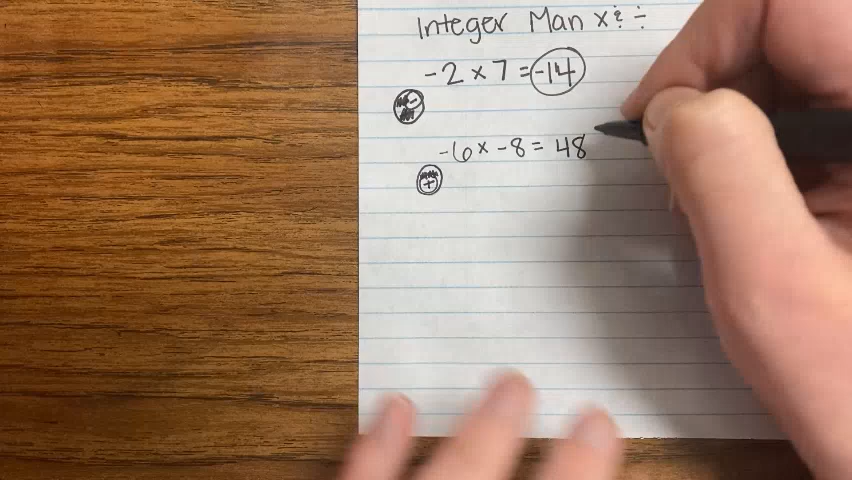 Integer Man x & ÷
-2 x 7 = -14
-
-6 x -8 = 48
+